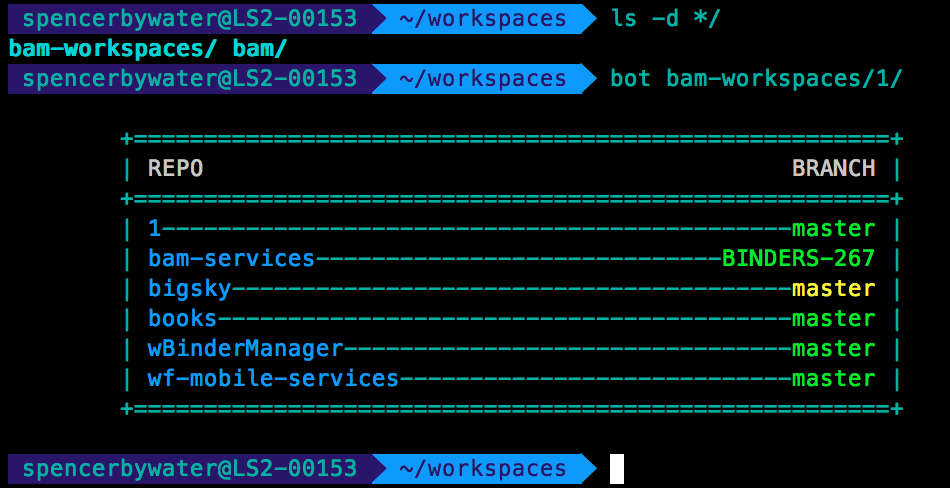 spencerbywater@LS2-00153 ~/workspaces ls -d */
bam-workspaces/ bam/
spencerbywater@LS2-00153 ~/workspaces bot bam-workspaces/1/
+======================================================+
| REPO BRANCH |
+======================================================+
| 1---------------------------------------------master |
| bam-services-----------------------------BINDERS-267 |
| bigsky----------------------------------------master |
| books-----------------------------------------master |
| wBinderManager--------------------------------master |
| wf-mobile-services----------------------------master |
+======================================================+
spencerbywater@LS2-00153 ~/workspaces